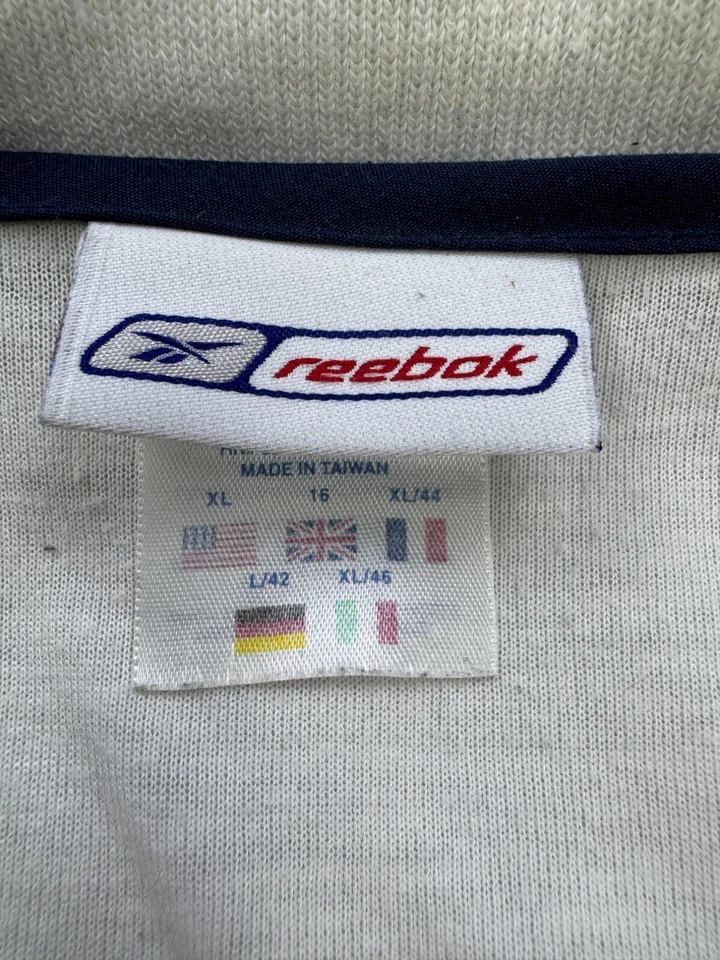 reebok
MADE IN TAIWAN
XL 16 XL/44
L/42 XL/46